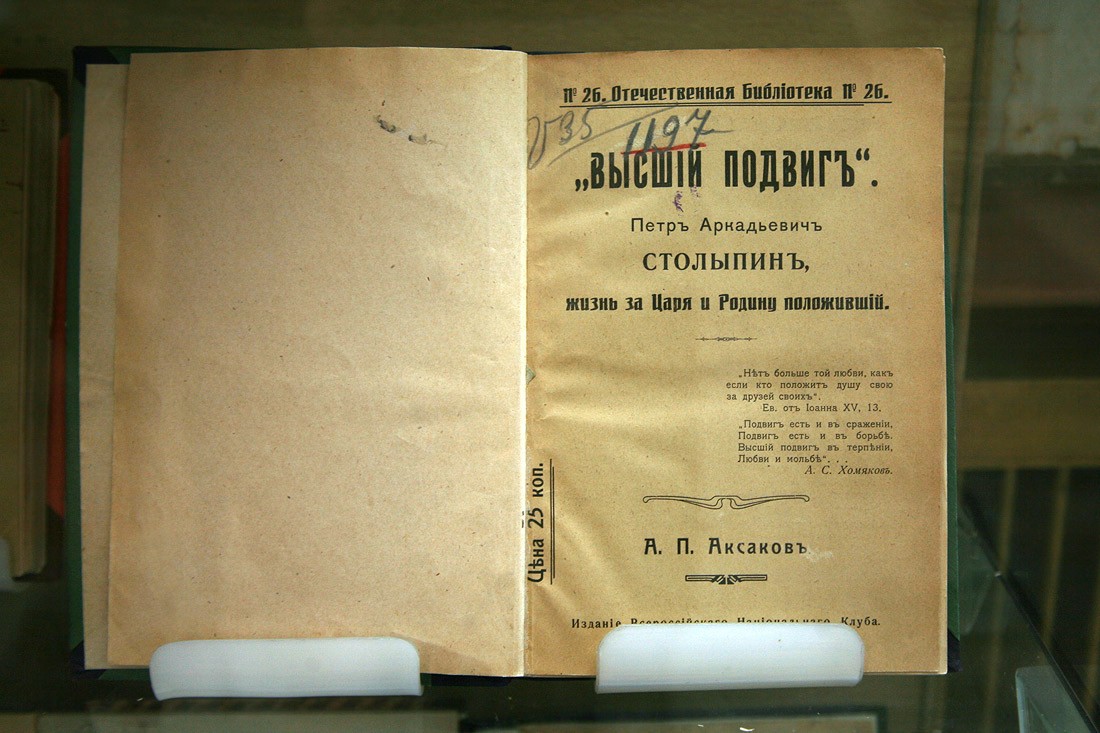 № 26. Отечественная Библіотека № 26.
V35 1197
„ВЫСШІЙ ПОДВИГЪ“.
Петръ Аркадьевичъ
СТОЛЫПИНЪ,
жизнь за Царя и Родину положившій.
„Нѣтъ больше той любви, какъ
если кто положитъ душу свою
за друзей своихъ“.
Ев. отъ Іоанна XV, 13.
„Подвигъ есть и въ сраженіи,
Подвигъ есть и въ борьбѣ.
Высшій подвигъ въ терпѣніи,
Любви и мольбѣ“. . .
А. С. Хомяковъ.
Цѣна 25 коп.
А. П. Аксаковъ
Изданіе Всероссійскаго Національнаго Клуба.